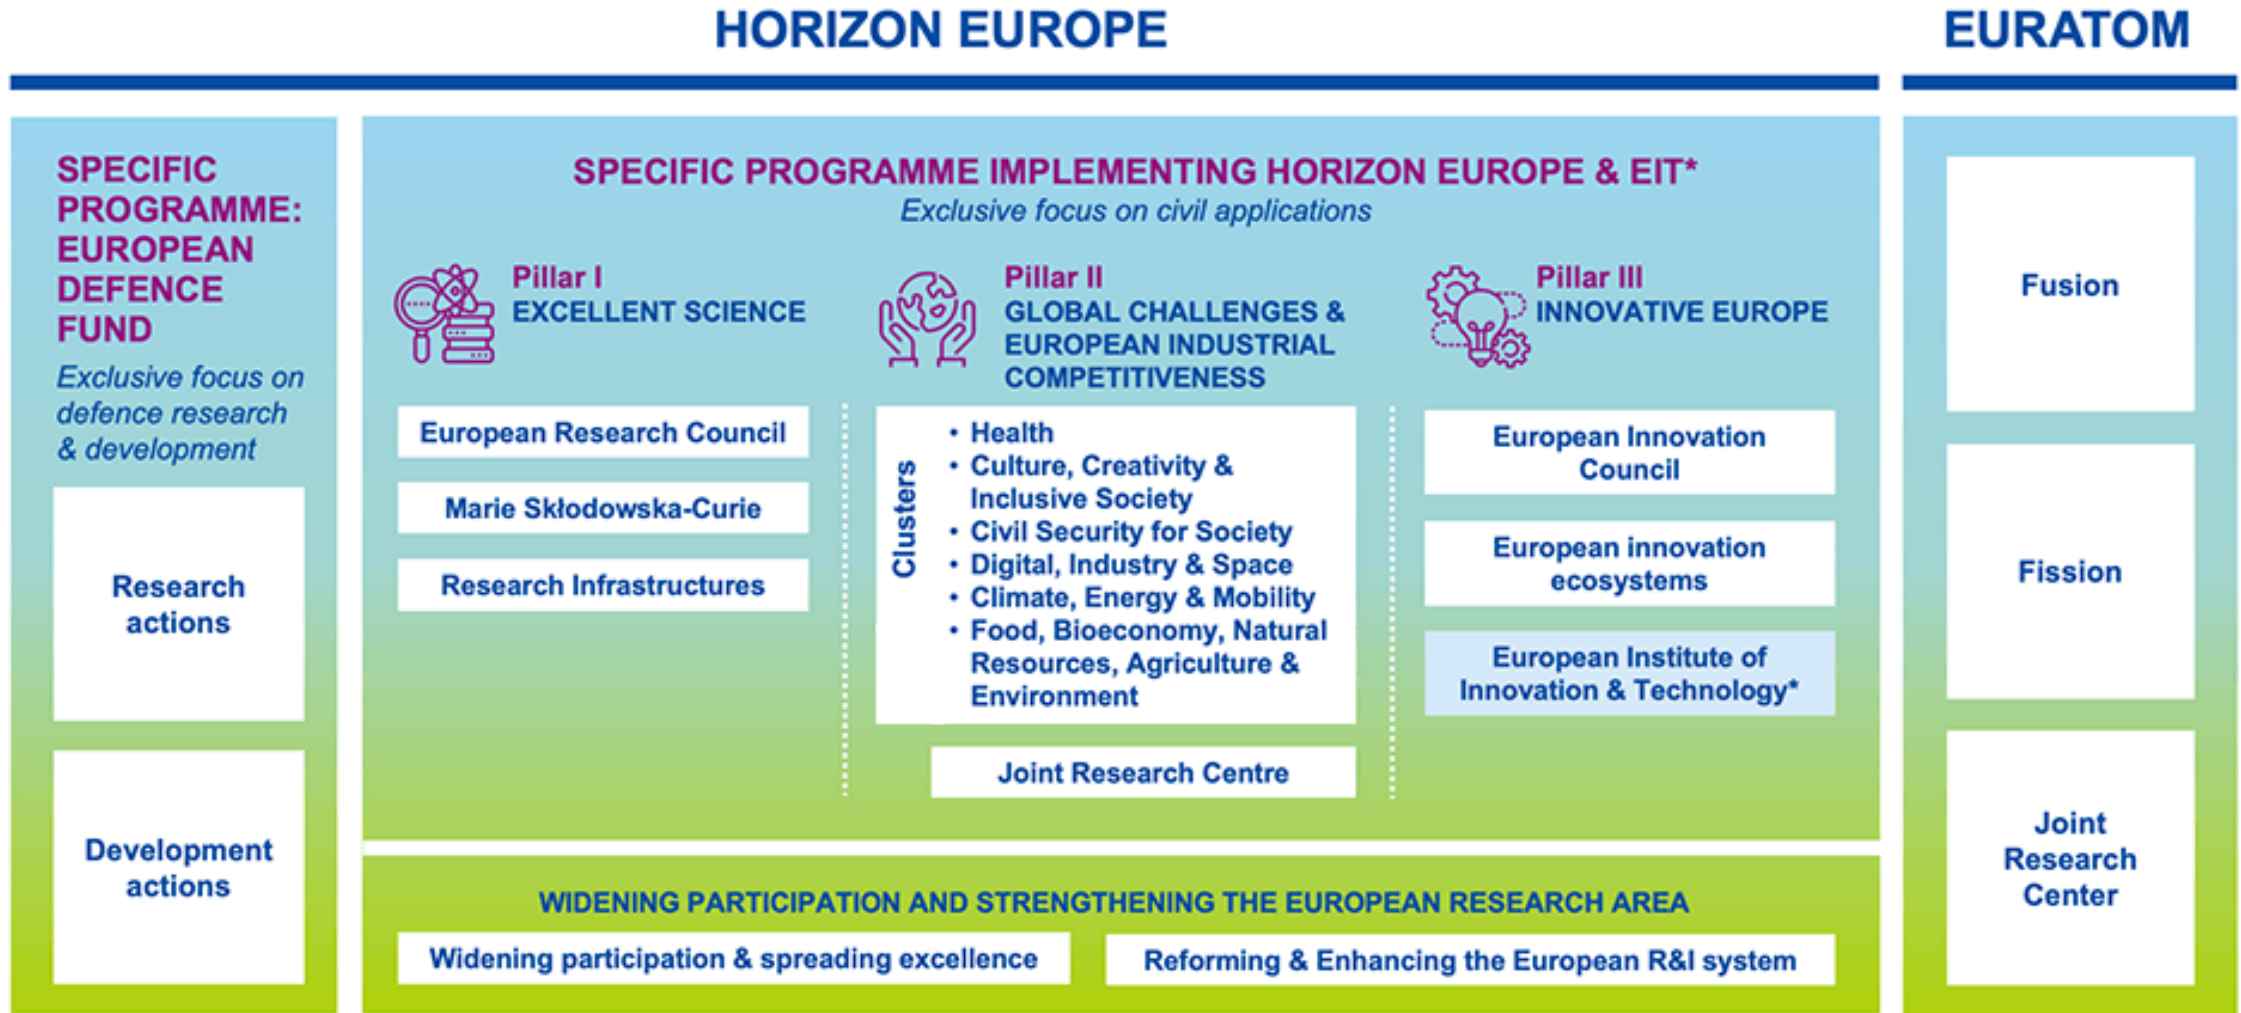 HORIZON EUROPE
EURATOM
SPECIFIC
PROGRAMME:
EUROPEAN
DEFENCE
FUND
Exclusive focus on
defence research
& development
Research
actions
Development
actions
SPECIFIC PROGRAMME IMPLEMENTING HORIZON EUROPE & EIT*
Exclusive focus on civil applications
Pillar I
EXCELLENT SCIENCE
European Research Council
Marie Skłodowska-Curie
Research Infrastructures
Pillar II
GLOBAL CHALLENGES &
EUROPEAN INDUSTRIAL
COMPETITIVENESS
Clusters
• Health
• Culture, Creativity &
Inclusive Society
• Civil Security for Society
• Digital, Industry & Space
• Climate, Energy & Mobility
• Food, Bioeconomy, Natural
Resources, Agriculture &
Environment
Joint Research Centre
Pillar III
INNOVATIVE EUROPE
European Innovation
Council
European innovation
ecosystems
European Institute of
Innovation & Technology*
WIDENING PARTICIPATION AND STRENGTHENING THE EUROPEAN RESEARCH AREA
Widening participation & spreading excellence
Reforming & Enhancing the European R&I system
Fusion
Fission
Joint
Research
Center